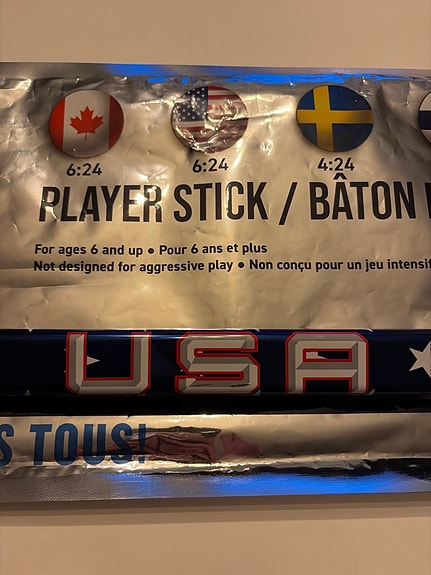 6:24
6:24
4:24
PLAYER STICK / BÂTON
For ages 6 and up • Pour 6 ans et plus
Not designed for aggressive play • Non conçu pour un jeu intensif
USA
S TOUS!